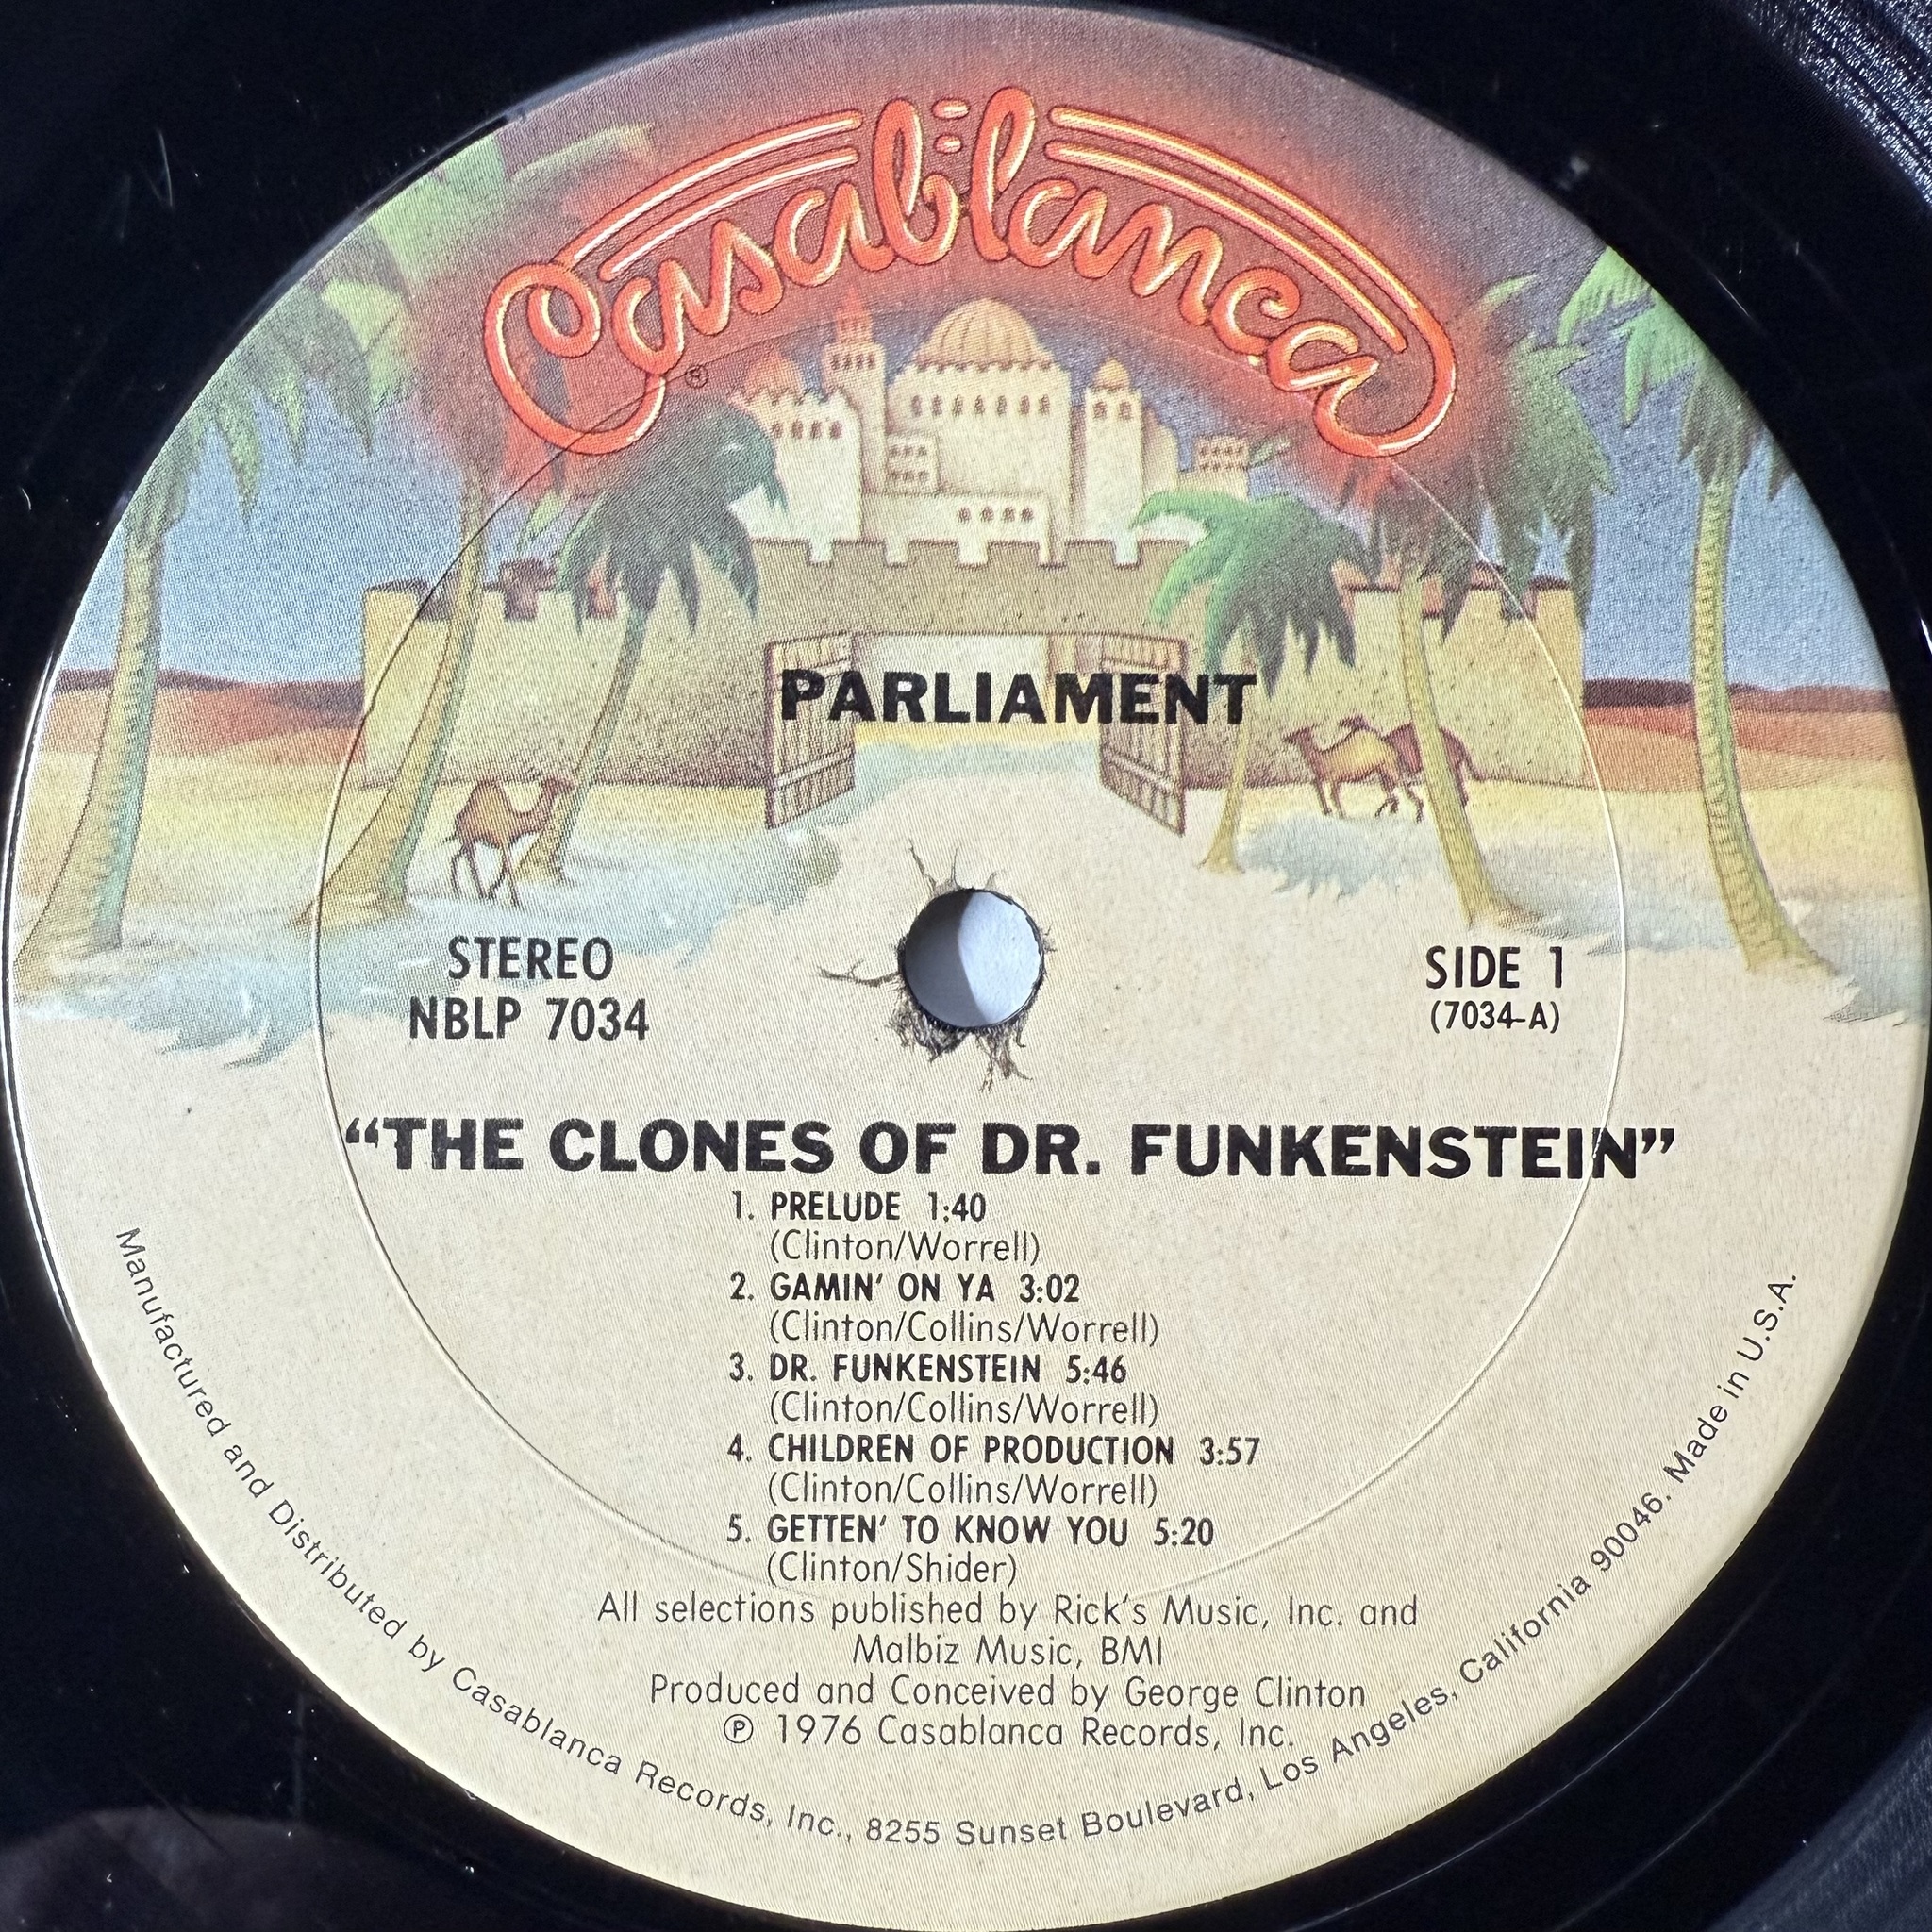 Casablanca
®
PARLIAMENT
STEREO
NBLP 7034
SIDE 1
(7034-A)
“THE CLONES OF DR. FUNKENSTEIN”
1. PRELUDE 1:40
(Clinton/Worrell)
2. GAMIN’ ON YA 3:02
(Clinton/Collins/Worrell)
3. DR. FUNKENSTEIN 5:46
(Clinton/Collins/Worrell)
4. CHILDREN OF PRODUCTION 3:57
(Clinton/Collins/Worrell)
5. GETTEN’ TO KNOW YOU 5:20
(Clinton/Shider)
All selections published by Rick’s Music, Inc. and
Malbiz Music, BMI
Produced and Conceived by George Clinton
℗ 1976 Casablanca Records, Inc.
Manufactured and Distributed by Casablanca Records, Inc., 8255 Sunset Boulevard, Los Angeles, California 90046. Made in U.S.A.